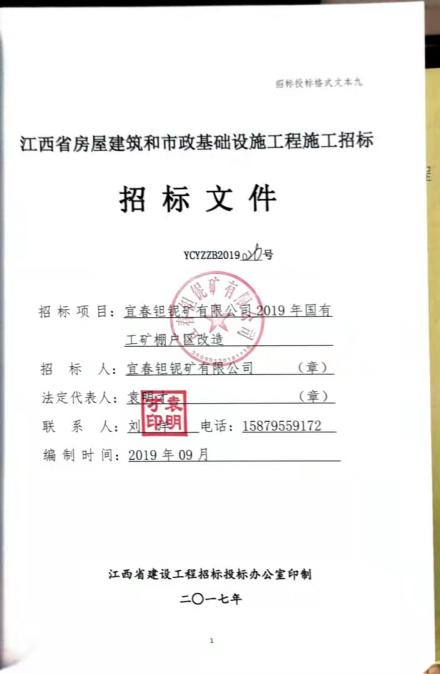 招标投标格式文本九
江西省房屋建筑和市政基础设施工程施工招标
招标文件
YCYZZB2019号
招标项目：宜春钽铌矿有限公司2019年国有
工矿棚户区改造
招 标 人：宜春钽铌矿有限公司 （章）
法定代表人：袁明才 （章）
联 系 人：刘洋 电话：15879559172
编制时间：2019年09月
江西省建设工程招标投标办公室印制
二〇一七年
1